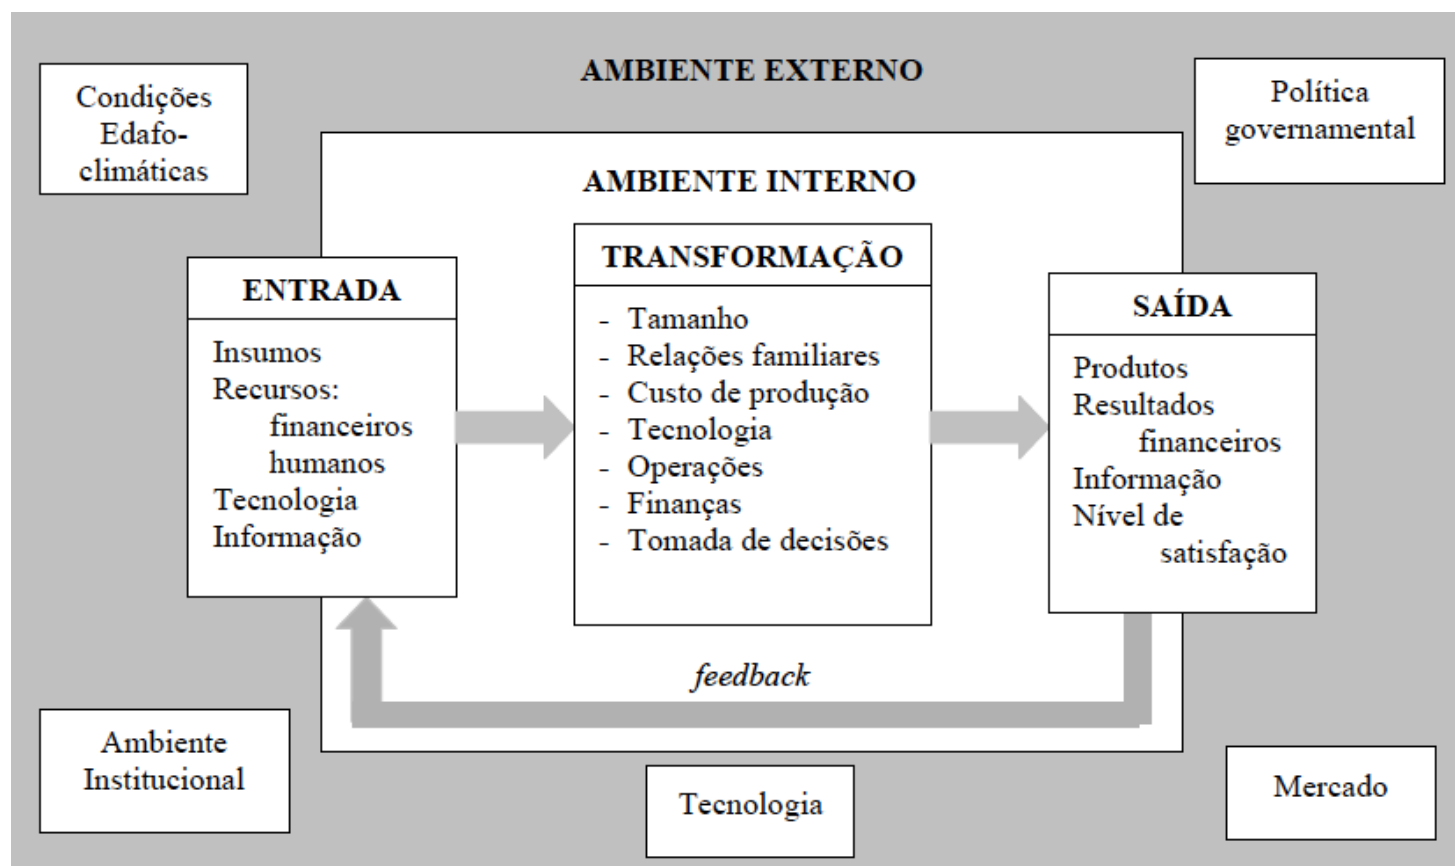 AMBIENTE EXTERNO
Condições
Edafo-
climáticas
Política
governamental
AMBIENTE INTERNO
ENTRADA
Insumos
Recursos:
financeiros
humanos
Tecnologia
Informação
TRANSFORMAÇÃO
- Tamanho
- Relações familiares
- Custo de produção
- Tecnologia
- Operações
- Finanças
- Tomada de decisões
SAÍDA
Produtos
Resultados
financeiros
Informação
Nível de
satisfação
feedback
Ambiente
Institucional
Tecnologia
Mercado